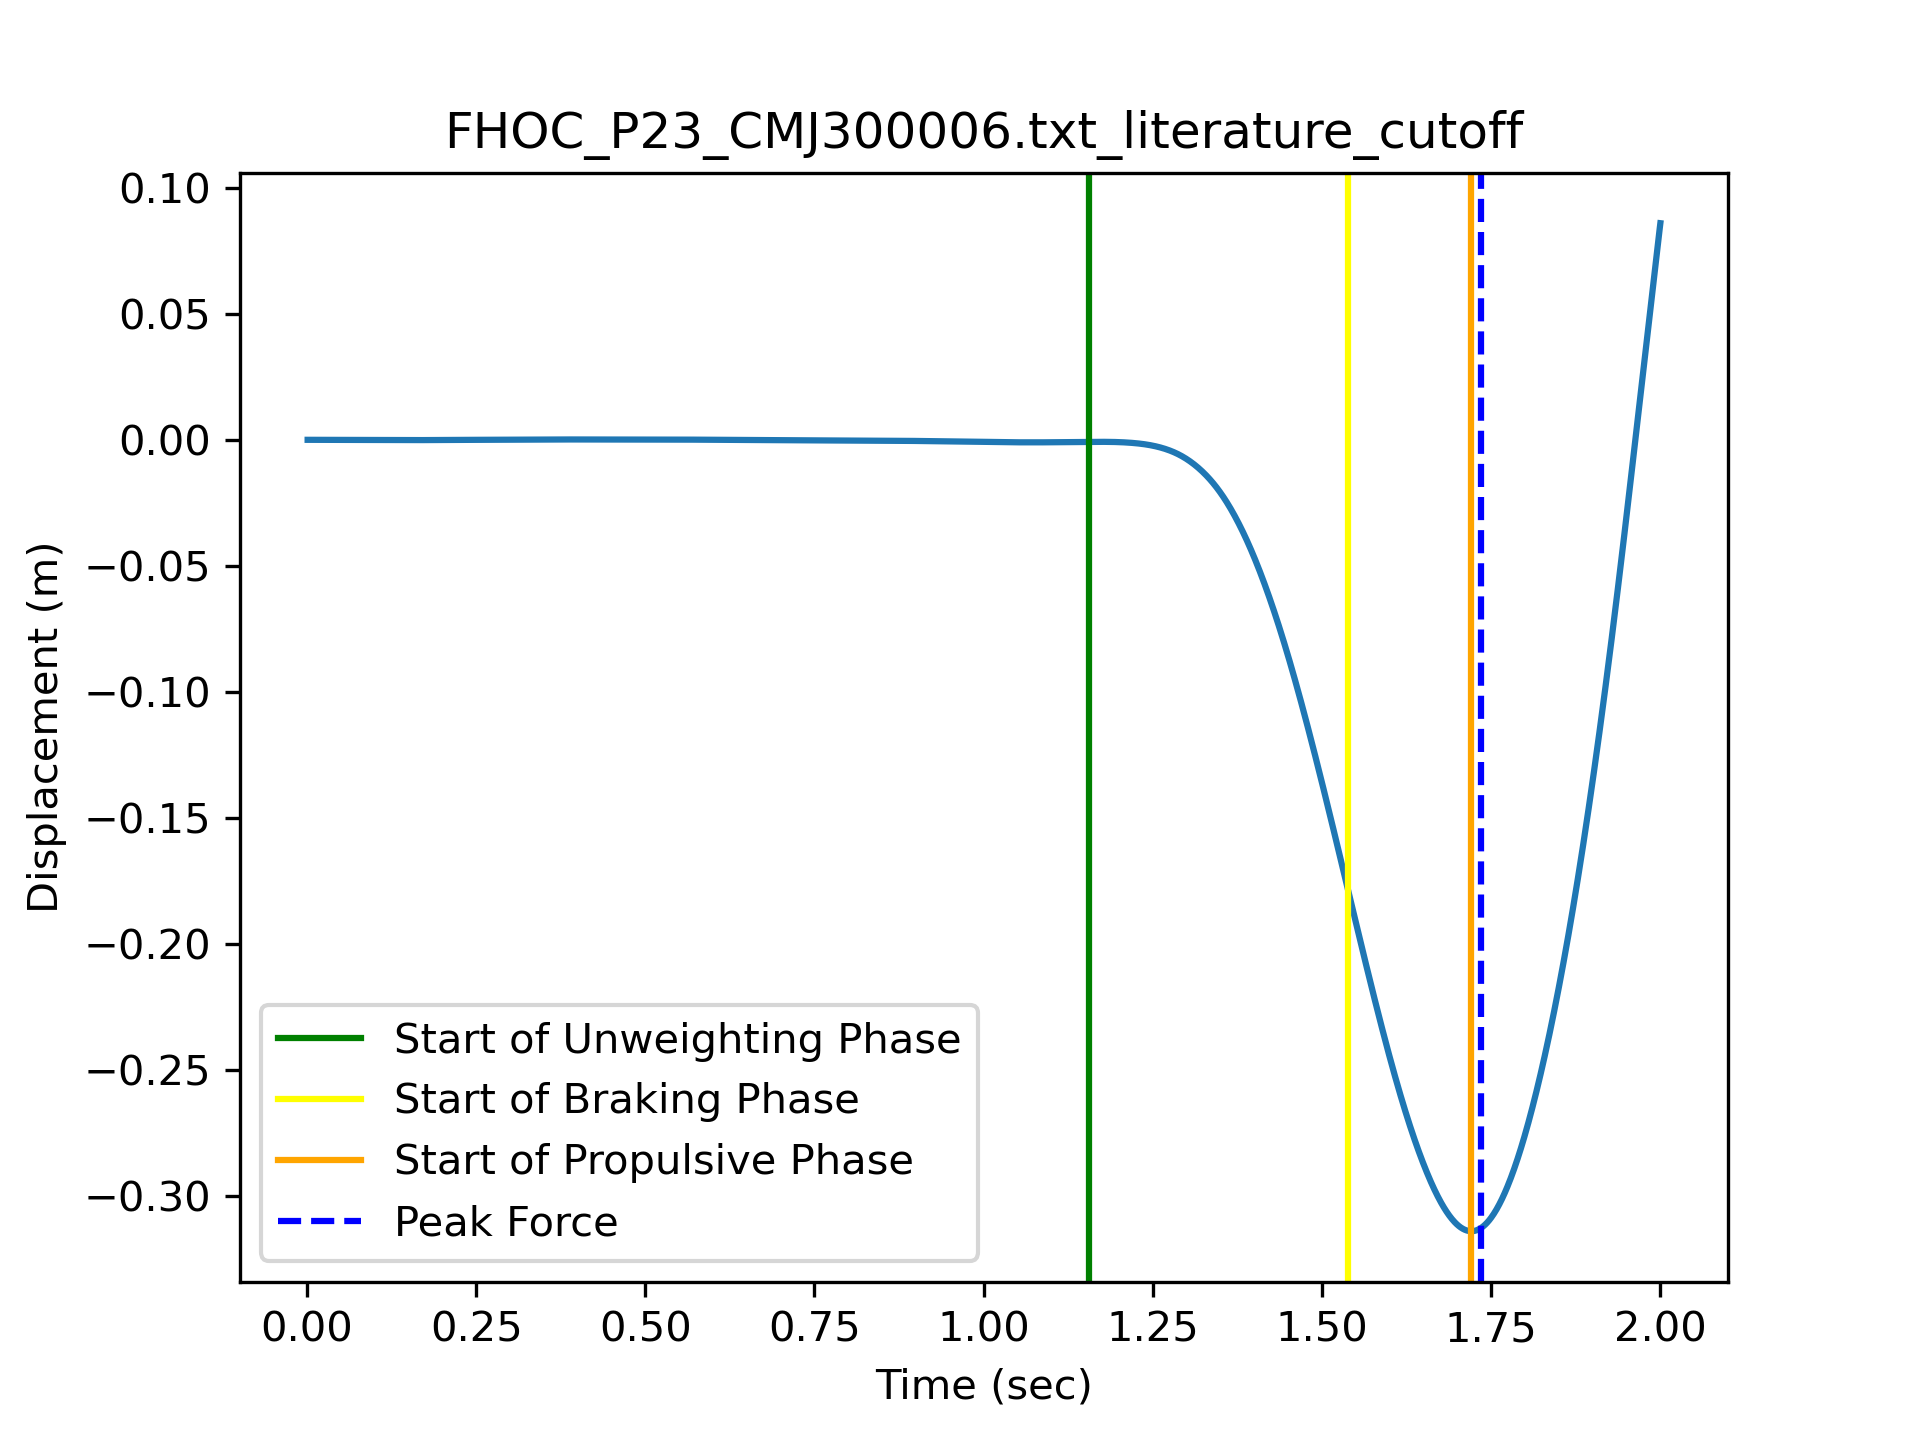 FHOC_P23_CMJ300006.txt_literature_cutoff
0.10
0.05
0.00
−0.05
−0.10
−0.15
−0.20
−0.25
−0.30
Displacement (m)
Start of Unweighting Phase
Start of Braking Phase
Start of Propulsive Phase
Peak Force
0.00 0.25 0.50 0.75 1.00 1.25 1.50 1.75 2.00
Time (sec)